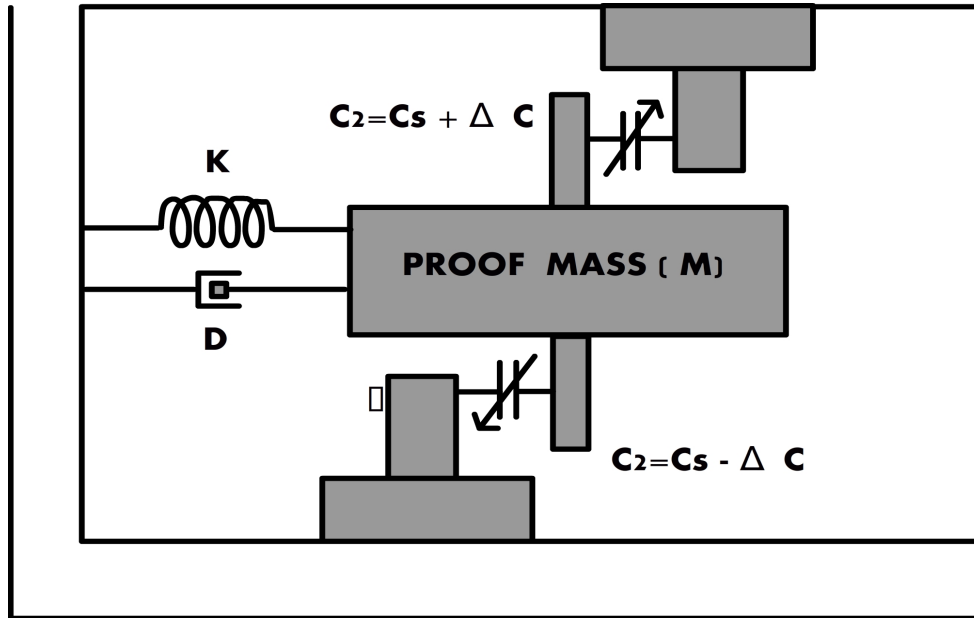 C2=Cs + Δ C
K
PROOF MASS ( M)
D
C2=Cs - Δ C